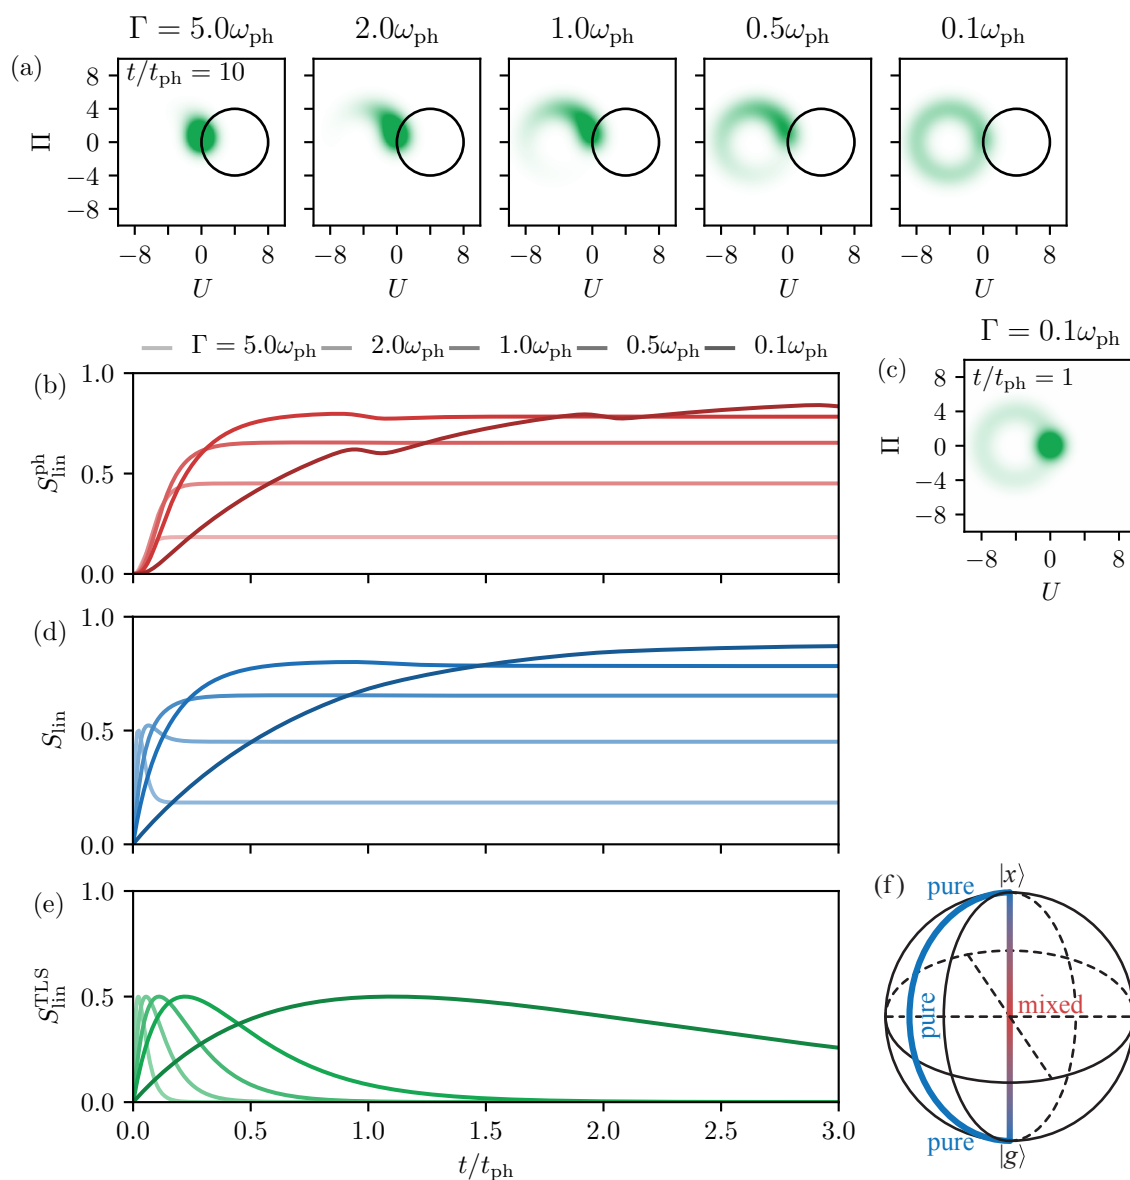 Γ = 5.0ω_ph 2.0ω_ph 1.0ω_ph 0.5ω_ph 0.1ω_ph
(a)
t/t_ph = 10
8
4
0
−4
−8
Π
−8 0 8 −8 0 8 −8 0 8 −8 0 8 −8 0 8
U U U U U
Γ = 5.0ω_ph 2.0ω_ph 1.0ω_ph 0.5ω_ph 0.1ω_ph
(b)
1.0
0.5
0.0
S_lin^ph
(c)
Γ = 0.1ω_ph
t/t_ph = 1
8
4
0
−4
−8
Π
−8 0 8
U
(d)
1.0
0.5
0.0
S_lin
(e)
1.0
0.5
0.0
S_lin^TLS
0.0 0.5 1.0 1.5 2.0 2.5 3.0
t/t_ph
(f)
|x⟩
pure
pure
mixed
pure
|g⟩